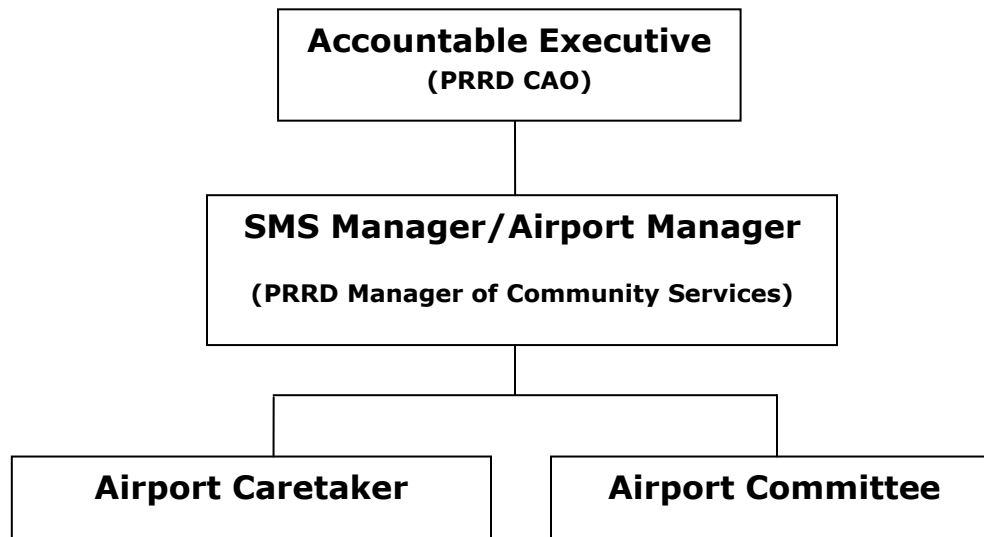 Accountable Executive
(PRRD CAO)
SMS Manager/Airport Manager
(PRRD Manager of Community Services)
Airport Caretaker
Airport Committee